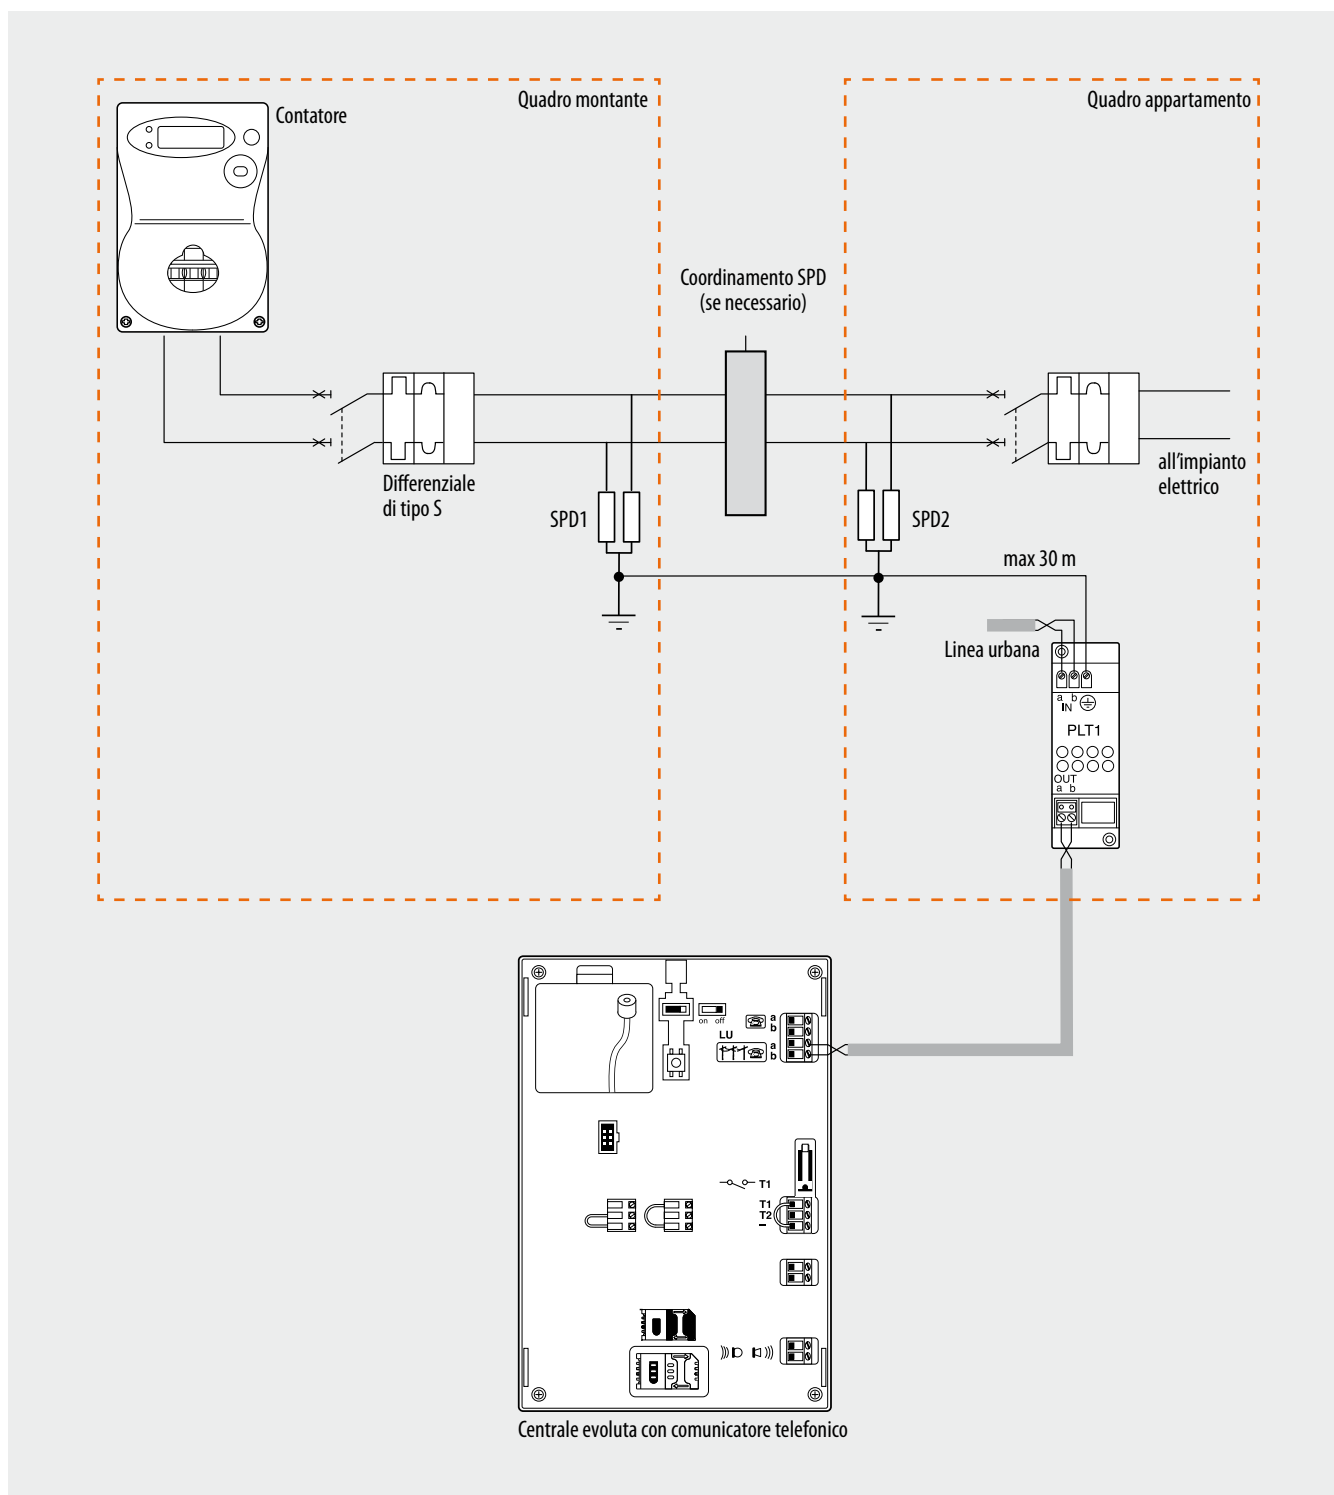 Quadro montante
Quadro appartamento
Contatore
Coordinamento SPD
(se necessario)
Differenziale
di tipo S
all'impianto
elettrico
SPD1
SPD2
max 30 m
Linea urbana
a b
IN
PLT1
OUT
a b
on off
a
b
LU
a
b
T1
T1
T2
–
Centrale evoluta con comunicatore telefonico